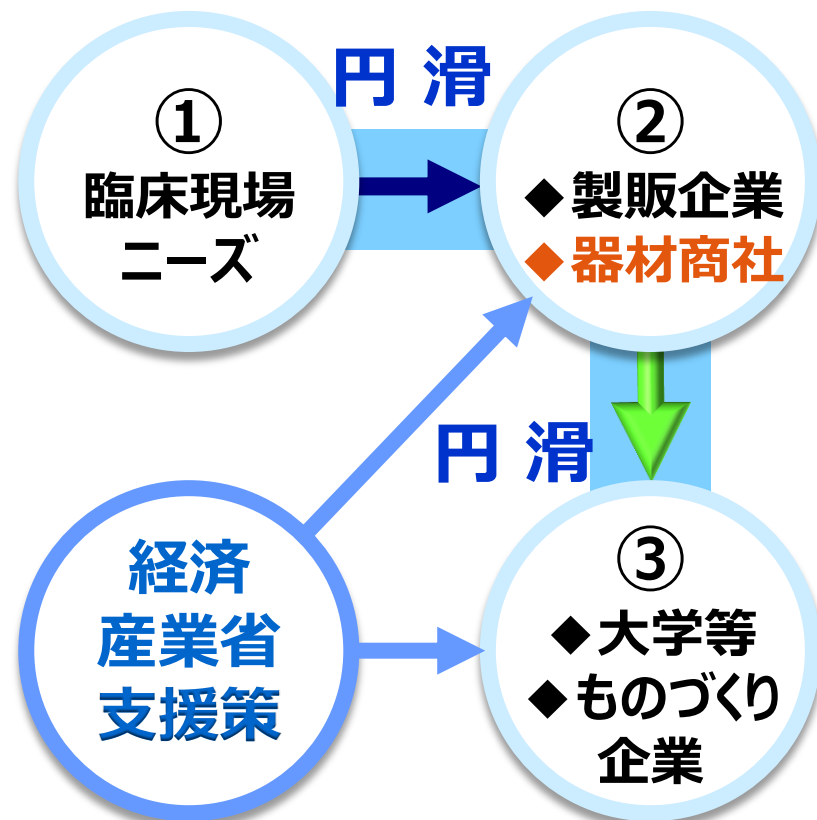 円 滑
①
臨床現場
ニーズ
②
◆製販企業
◆器材商社
円 滑
経済
産業省
支援策
③
◆大学等
◆ものづくり
企業